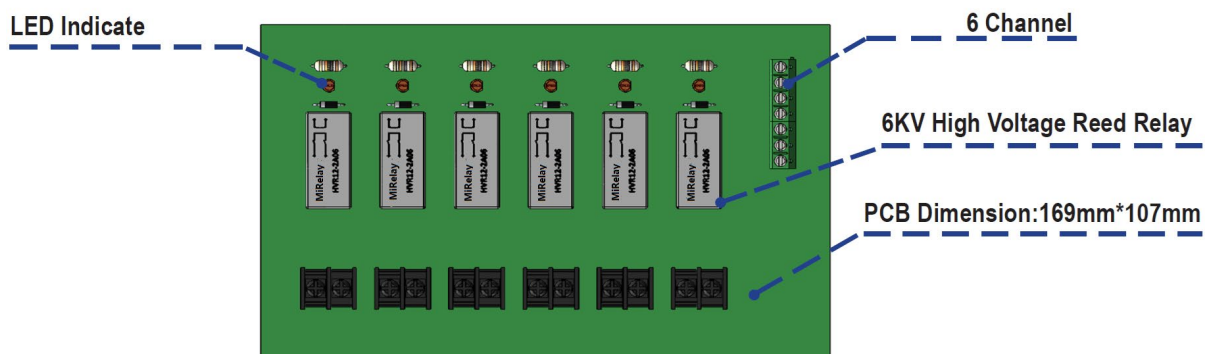 LED Indicate
6 Channel
6KV High Voltage Reed Relay
PCB Dimension:169mm*107mm
MiRelay
HVR12-2A06
MiRelay
HVR12-2A06
MiRelay
HVR12-2A06
MiRelay
HVR12-2A06
MiRelay
HVR12-2A06
MiRelay
HVR12-2A06